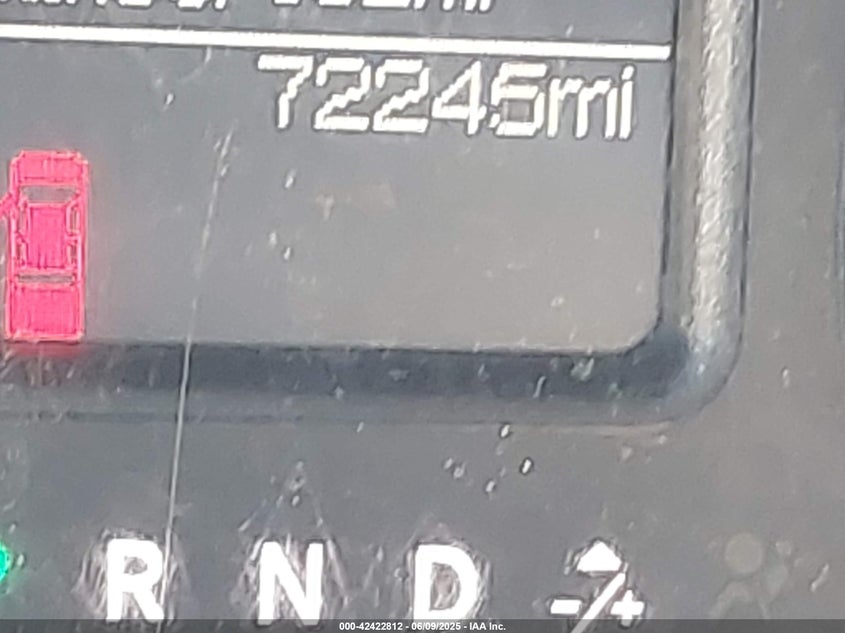 72245mi
R N D -/+
000-42422812 - 06/09/2025 - IAA Inc.